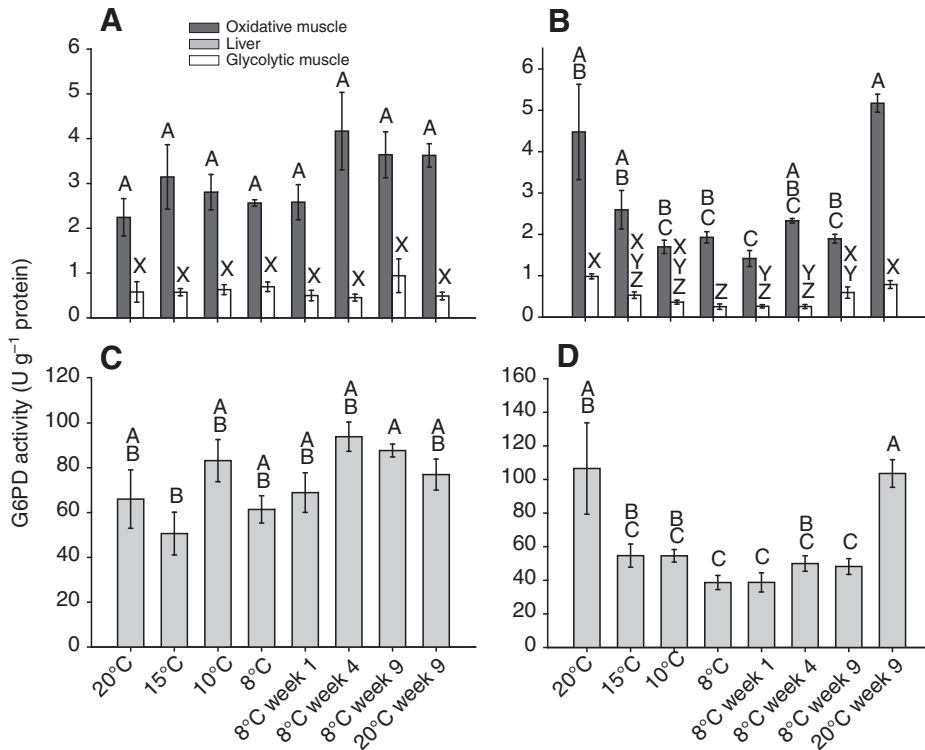 A
Oxidative muscle
Liver
Glycolytic muscle
6
5
4
3
2
1
0
A A A A A A A A
X X X X X X X X
B
6
5
4
3
2
1
0
A
B
A
B
B
C
B
C
C
A
B
C
B
C
A
X
X
Y
Z
X
Y
Z
Z
Y
Z
Y
Z
X
Y
X
G6PD activity (U g⁻¹ protein)
C
120
100
80
60
40
20
0
A
B
B
A
B
A
B
A
B
A
B
A
A
B
20°C
15°C
10°C
8°C
8°C week 1
8°C week 4
8°C week 9
20°C week 9
D
160
140
120
100
80
60
40
20
0
A
B
B
C
B
C
C
C
B
C
C
A
20°C
15°C
10°C
8°C
8°C week 1
8°C week 4
8°C week 9
20°C week 9